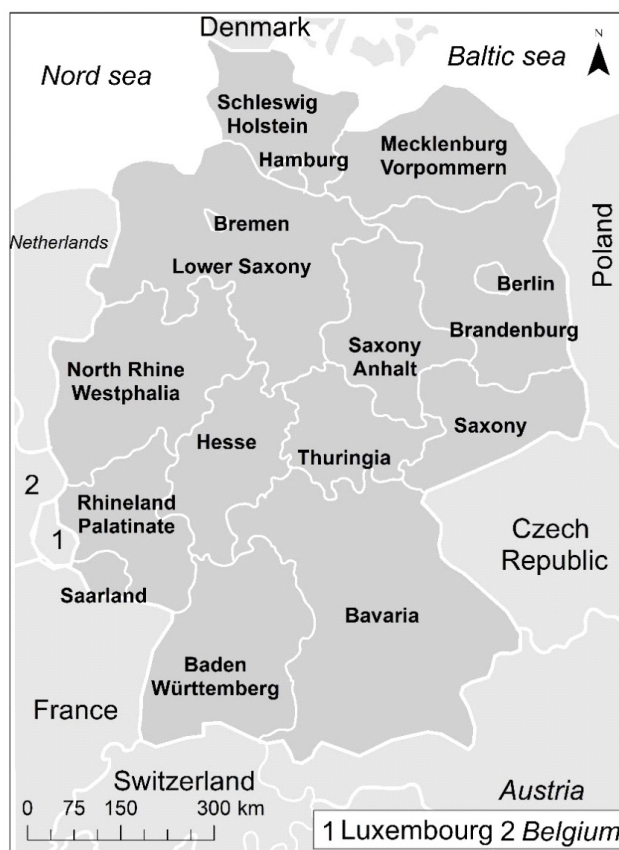 Denmark
N
Nord sea
Baltic sea
Schleswig
Holstein
Hamburg
Mecklenburg
Vorpommern
Netherlands
Bremen
Lower Saxony
Berlin
Poland
Brandenburg
North Rhine
Westphalia
Saxony
Anhalt
Hesse
Thuringia
Saxony
2
Rhineland
Palatinate
1
Czech
Republic
Saarland
Bavaria
Baden
Württemberg
France
Switzerland
Austria
0 75 150 300 km
1 Luxembourg 2 Belgium